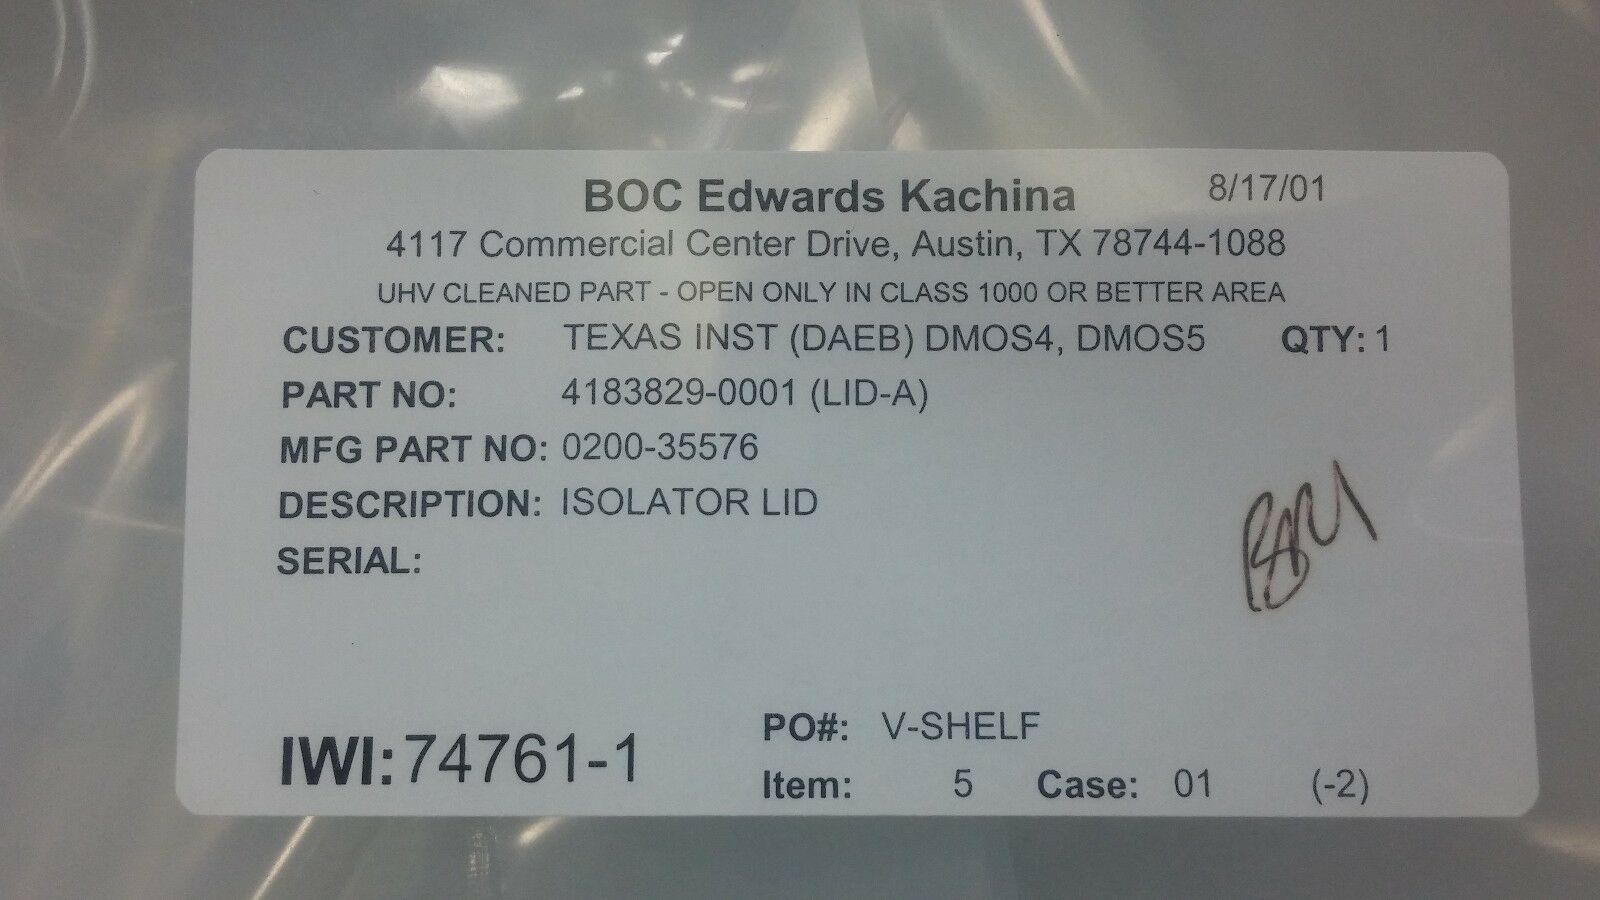 BOC Edwards Kachina 8/17/01
4117 Commercial Center Drive, Austin, TX 78744-1088
UHV CLEANED PART - OPEN ONLY IN CLASS 1000 OR BETTER AREA
CUSTOMER: TEXAS INST (DAEB) DMOS4, DMOS5 QTY: 1
PART NO: 4183829-0001 (LID-A)
MFG PART NO: 0200-35576
DESCRIPTION: ISOLATOR LID
SERIAL:
PO#: V-SHELF
IWI: 74761-1
Item: 5 Case: 01 (-2)